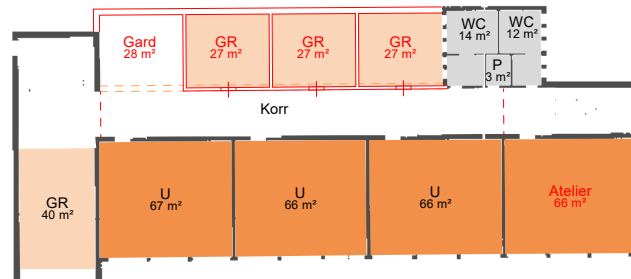 Gard
28 m²
GR
27 m²
GR
27 m²
GR
27 m²
WC
14 m²
WC
12 m²
P
3 m²
Korr
GR
40 m²
U
67 m²
U
66 m²
U
66 m²
Atelier
66 m²